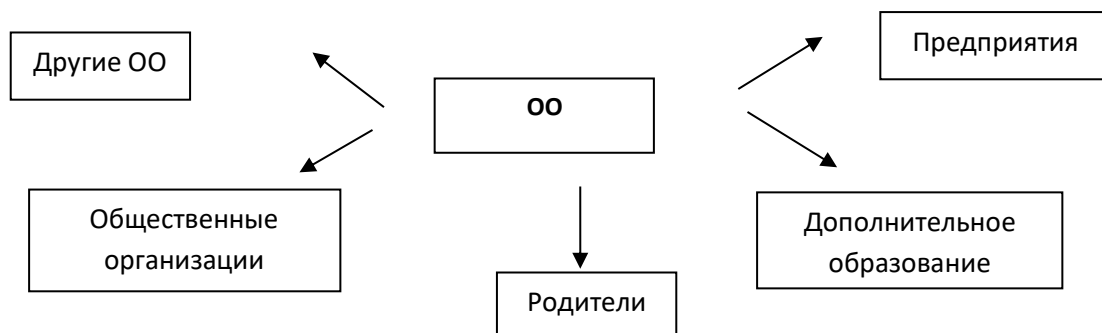 Другие ОО
ОО
Предприятия
Общественные
организации
Дополнительное
образование
Родители